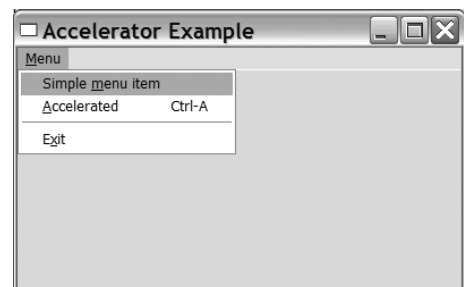 Accelerator Example
Menu
Simple menu item
Accelerated Ctrl-A
Exit